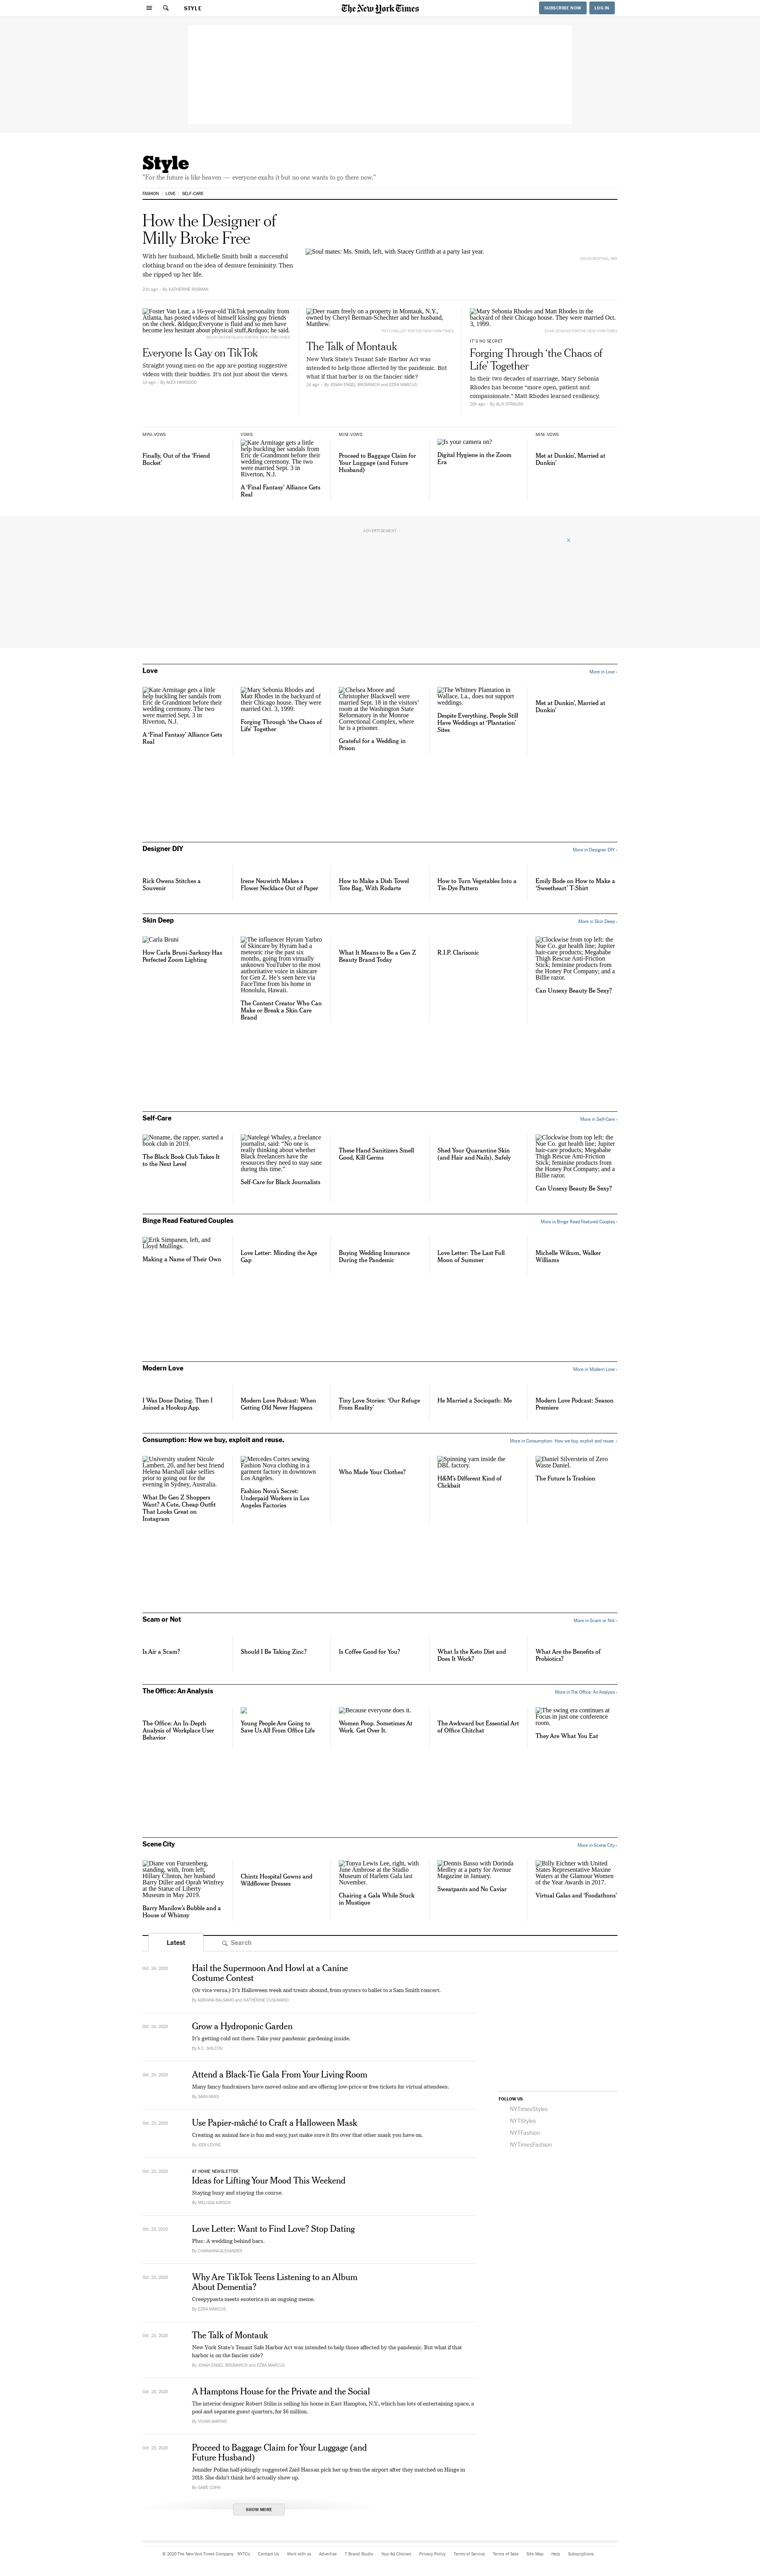 STYLE
The New York Times
SUBSCRIBE NOW
LOG IN
Style
"For the future is like heaven — everyone exalts it but no one wants to go there now."
FASHION
LOVE
SELF-CARE
How the Designer of
Milly Broke Free
With her husband, Michelle Smith built a successful
clothing brand on the idea of demure femininity. Then
she ripped up her life.
By KATHERINE ROSMAN
Soul mates: Ms. Smith, left, with Stacey Griffith at a party last year.
Foster Van Lear, a 16-year-old TikTok personality from
Atlanta, has posted videos of himself kissing guy friends
on the cheek. &ldquo;Everyone is fluid and so men have
become less hesitant about physical stuff,&rdquo; he said.
Everyone Is Gay on TikTok
Straight young men on the app are posting suggestive
videos with their buddies. It's not just about the views.
1d ago · By ALEX HAWGOOD
Deer roam freely on a property in Montauk, N.Y.,
owned by Cheryl Berman-Schechter and her husband,
Matthew.
The Talk of Montauk
New York State's Tenant Safe Harbor Act was
intended to help those affected by the pandemic. But
what if that harbor is on the fancier side?
2d ago · By JONAH ENGEL BROMWICH and EZRA MARCUS
Mary Sebonia Rhodes and Matt Rhodes in the
backyard of their Chicago house. They were married Oct.
3, 1999.
IT'S NO SECRET
Forging Through 'the Chaos of
Life' Together
In their two decades of marriage, Mary Sebonia
Rhodes has become "more open, patient and
compassionate." Matt Rhodes learned resiliency.
20h ago · By ALIX STRAUSS
MINI-VOWS
Finally, Out of the 'Friend
Bucket'
VOWS
Kate Armitage gets a little
help buckling her sandals from
Eric de Grandmont before their
wedding ceremony. The two
were married Sept. 3 in
Riverton, N.J.
A 'Final Fantasy' Alliance Gets
Real
MINI-VOWS
Proceed to Baggage Claim for
Your Luggage (and Future
Husband)
Is your camera on?
Digital Hygiene in the Zoom
Era
MINI-VOWS
Met at Dunkin', Married at
Dunkin'
ADVERTISEMENT
Love
More in Love ›
Kate Armitage gets a little
help buckling her sandals from
Eric de Grandmont before their
wedding ceremony. The two
were married Sept. 3 in
Riverton, N.J.
A 'Final Fantasy' Alliance Gets
Real
Mary Sebonia Rhodes and
Matt Rhodes in the backyard of
their Chicago house. They were
married Oct. 3, 1999.
Forging Through 'the Chaos of
Life' Together
Chelsea Moore and
Christopher Blackwell were
married Sept. 18 in the visitors'
room at the Washington State
Reformatory in the Monroe
Correctional Complex, where
he is a prisoner.
Grateful for a Wedding in
Prison
The Whitney Plantation in
Wallace, La., does not support
weddings.
Despite Everything, People Still
Have Weddings at 'Plantation'
Sites
Met at Dunkin', Married at
Dunkin'
Designer DIY
More in Designer DIY ›
Rick Owens Stitches a
Souvenir
Irene Neuwirth Makes a
Flower Necklace Out of Paper
How to Make a Dish Towel
Tote Bag, With Rodarte
How to Turn Vegetables Into a
Tie-Dye Pattern
Emily Bode on How to Make a
'Sweetheart' T-Shirt
Skin Deep
More in Skin Deep ›
Carla Bruni
How Carla Bruni-Sarkozy Has
Perfected Zoom Lighting
The influencer Hyram Yarbro
of Skincare by Hyram had a
meteoric rise the past six
months, going from virtually
unknown YouTuber to the most
authoritative voice in skincare
for Gen Z. He's seen here via
FaceTime from his home in
Honolulu, Hawaii.
The Content Creator Who Can
Make or Break a Skin Care
Brand
What It Means to Be a Gen Z
Beauty Brand Today
R.I.P. Clarisonic
Clockwise from top left: the
Nue Co. gut health line; Jupiter
hair-care products; Megababe
Thigh Rescue Anti-Friction
Stick; feminine products from
the Honey Pot Company; and a
Billie razor.
Can Unsexy Beauty Be Sexy?
Self-Care
More in Self-Care ›
Noname, the rapper, started a
book club in 2019.
The Black Book Club Takes It
to the Next Level
Natelegé Whaley, a freelance
journalist, said: "No one is
really thinking about whether
Black freelancers have the
resources they need to stay sane
during this time."
Self-Care for Black Journalists
These Hand Sanitizers Smell
Good, Kill Germs
Shed Your Quarantine Skin
(and Hair and Nails), Safely
Clockwise from top left: the
Nue Co. gut health line; Jupiter
hair-care products; Megababe
Thigh Rescue Anti-Friction
Stick; feminine products from
the Honey Pot Company; and a
Billie razor.
Can Unsexy Beauty Be Sexy?
Binge Read Featured Couples
More in Binge Read Featured Couples ›
Erik Simpanen, left, and
Lloyd Mullings.
Making a Name of Their Own
Love Letter: Minding the Age
Gap
Buying Wedding Insurance
During the Pandemic
Love Letter: The Last Full
Moon of Summer
Michelle Wikum, Walker
Williams
Modern Love
More in Modern Love ›
I Was Done Dating. Then I
Joined a Hookup App.
Modern Love Podcast: When
Getting Old Never Happens
Tiny Love Stories: 'Our Refuge
From Reality'
He Married a Sociopath: Me
Modern Love Podcast: Season
Premiere
Consumption: How we buy, exploit and reuse.
More in Consumption: How we buy, exploit and reuse. ›
University student Nicole
Lambert, 20, and her best friend
Helena Marshall take selfies
prior to going out for the
evening in Sydney, Australia.
What Do Gen Z Shoppers
Want? A Cute, Cheap Outfit
That Looks Great on
Instagram
Mercedes Cortes sewing
Fashion Nova clothing in a
garment factory in downtown
Los Angeles.
Fashion Nova's Secret:
Underpaid Workers in Los
Angeles Factories
Who Made Your Clothes?
Spinning yarn inside the
DBL factory.
H&M's Different Kind of
Clickbait
Daniel Silverstein of Zero
Waste Daniel.
The Future Is Trashion
Scam or Not
More in Scam or Not ›
Is Air a Scam?
Should I Be Taking Zinc?
Is Coffee Good for You?
What Is the Keto Diet and
Does It Work?
What Are the Benefits of
Probiotics?
The Office: An Analysis
More in The Office: An Analysis ›
The Office: An In-Depth
Analysis of Workplace User
Behavior
Young People Are Going to
Save Us All From Office Life
Because everyone does it.
Women Poop. Sometimes At
Work. Get Over It.
The Awkward but Essential Art
of Office Chitchat
The swing era continues at
Focus in just one conference
room.
They Are What You Eat
Scene City
More in Scene City ›
Diane von Furstenberg,
standing, with, from left,
Hillary Clinton, her husband
Barry Diller and Oprah Winfrey
at the Statue of Liberty
Museum in May 2019.
Barry Manilow's Bubble and a
House of Whimsy
Chintz Hospital Gowns and
Wildflower Dresses
Tonya Lewis Lee, right, with
June Ambrose at the Studio
Museum of Harlem Gala last
November.
Chairing a Gala While Stuck
in Mustique
Dennis Basso with Dorinda
Medley at a party for Avenue
Magazine in January.
Sweatpants and No Caviar
Billy Eichner with United
States Representative Maxine
Waters at the Glamour Women
of the Year Awards in 2017.
Virtual Galas and 'Foodathons'
Latest
Search
Oct. 24, 2020
Hail the Supermoon And Howl at a Canine
Costume Contest
(Or vice versa.) It's Halloween week and treats abound, from oysters to ballet to a Sam Smith concert.
By ADRIANA BALSAMO and KATHERINE CUSUMANO
Oct. 24, 2020
Grow a Hydroponic Garden
It's getting cold out there. Take your pandemic gardening inside.
By A.C. SHILTON
Oct. 24, 2020
Attend a Black-Tie Gala From Your Living Room
Many fancy fundraisers have moved online and are offering low-price or free tickets for virtual attendees.
By SARA ARIDI
Oct. 23, 2020
Use Papier-mâché to Craft a Halloween Mask
Creating an animal face is fun and easy, just make sure it fits over that other mask you have on.
By JODI LEVINE
Oct. 23, 2020
AT HOME NEWSLETTER
Ideas for Lifting Your Mood This Weekend
Staying busy and staying the course.
By MELISSA KIRSCH
Oct. 23, 2020
Love Letter: Want to Find Love? Stop Dating
Plus: A wedding behind bars.
By CHARANNA ALEXANDER
Oct. 23, 2020
Why Are TikTok Teens Listening to an Album
About Dementia?
Creepypasta meets esoterica in an ongoing meme.
By EZRA MARCUS
Oct. 23, 2020
The Talk of Montauk
New York State's Tenant Safe Harbor Act was intended to help those affected by the pandemic. But what if that
harbor is on the fancier side?
By JONAH ENGEL BROMWICH and EZRA MARCUS
Oct. 23, 2020
A Hamptons House for the Private and the Social
The interior designer Robert Stilin is selling his home in East Hampton, N.Y., which has lots of entertaining space, a
pool and separate guest quarters, for $6 million.
By VIVIAN MARINO
Oct. 23, 2020
Proceed to Baggage Claim for Your Luggage (and
Future Husband)
Jennifer Pollan half-jokingly suggested Zaid Hassan pick her up from the airport after they matched on Hinge in
2018. She didn't think he'd actually show up.
By GABE COHN
SHOW MORE
FOLLOW US
NYTimesStyles
NYTStyles
NYTFashion
NYTimesFashion
© 2020 The New York Times Company
NYTCo
Contact Us
Work with us
Advertise
T Brand Studio
Your Ad Choices
Privacy Policy
Terms of Service
Terms of Sale
Site Map
Help
Subscriptions